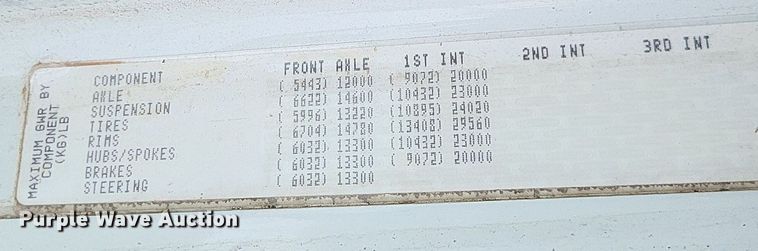 MAXIMUM GWR BY
COMPONENT
(KG)LB
COMPONENT FRONT AXLE 1ST INT 2ND INT 3RD INT
AXLE ( 5443) 12000 ( 9072) 20000
SUSPENSION ( 6622) 14600 (10432) 23000
TIRES ( 5996) 13220 (10895) 24020
RIMS ( 6704) 14780 (13408) 29560
HUBS/SPOKES ( 6032) 13300 (10432) 23000
BRAKES ( 6032) 13300 ( 9072) 20000
STEERING ( 6032) 13300
Purple Wave Auction